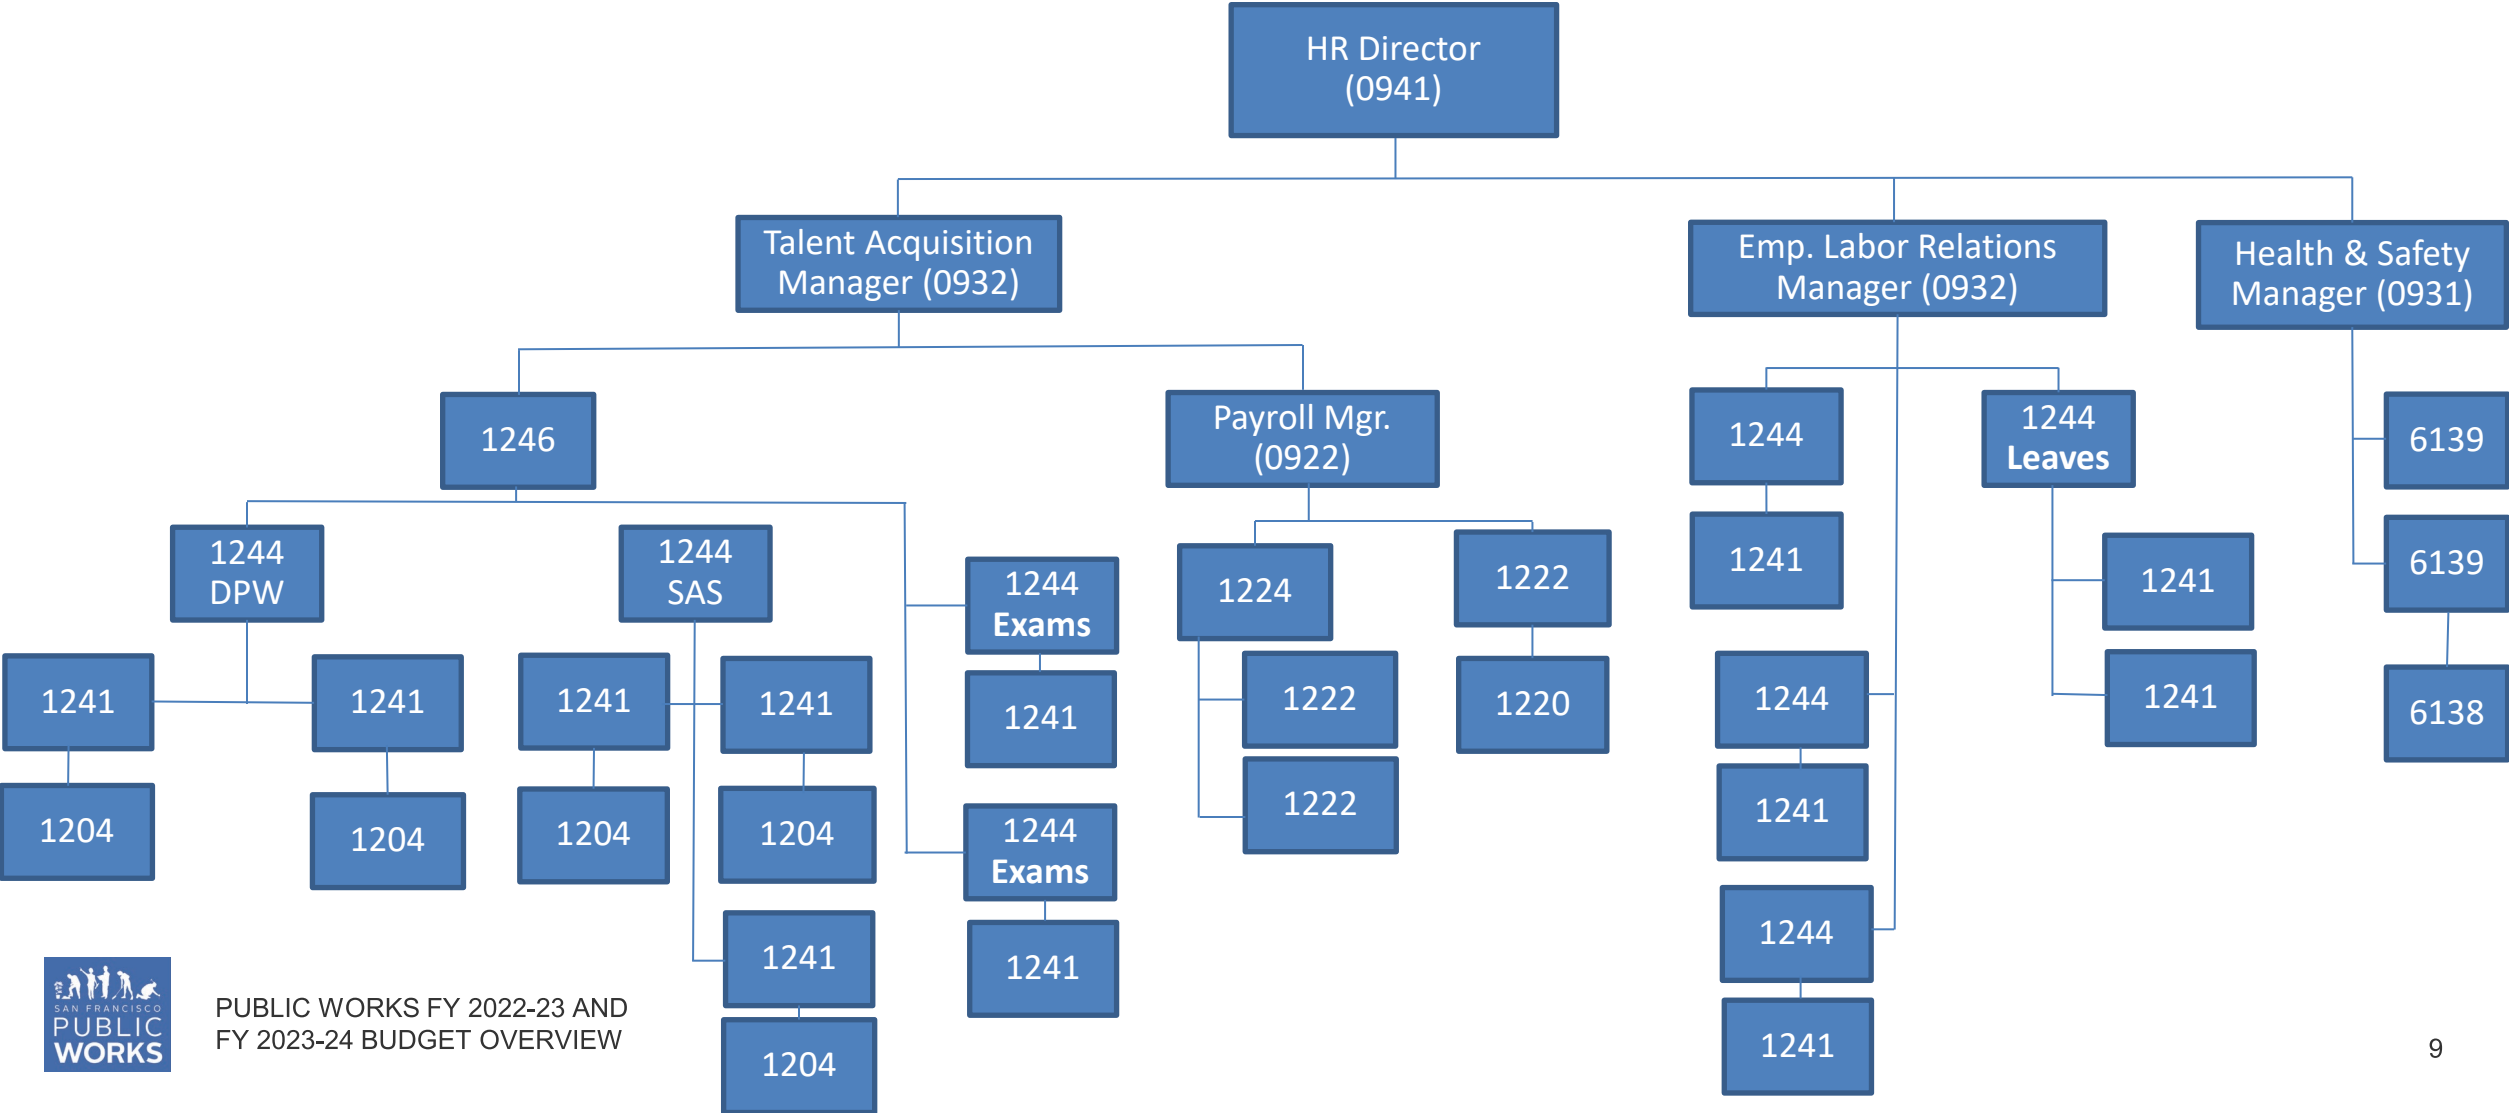 HR Director
(0941)
Talent Acquisition
Manager (0932)
Emp. Labor Relations
Manager (0932)
Health & Safety
Manager (0931)
1246
Payroll Mgr.
(0922)
1244
1244
Leaves
6139
1244
DPW
1244
SAS
1244
Exams
1224
1222
1241
1241
6139
1241
1241
1241
1241
1241
1222
1220
1244
1241
6138
1204
1204
1204
1204
1244
Exams
1222
1241
1241
1241
1244
1204
1241
SAN FRANCISCO
PUBLIC
WORKS
PUBLIC WORKS FY 2022-23 AND
FY 2023-24 BUDGET OVERVIEW
9